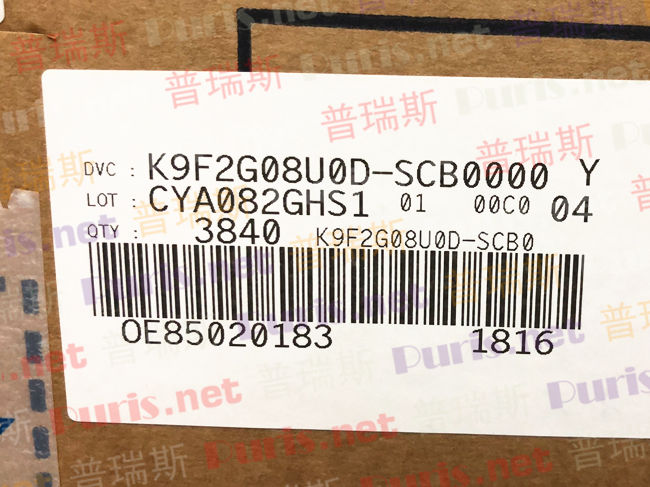 DVC : K9F2G08U0D-SCB0000 Y
LOT : CYA082GHS1 01 00C0 04
QTY : 3840 K9F2G08U0D-SCB0
OE85020183 1816
普瑞斯 Puris.net